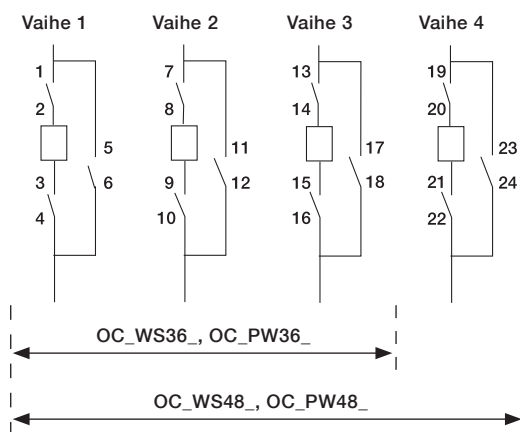 Vaihe 1 Vaihe 2 Vaihe 3 Vaihe 4
1 7 13 19
2 8 14 20
5 11 17 23
3 6 9 12 15 18 21 24
4 10 16 22
OC_WS36_, OC_PW36_
OC_WS48_, OC_PW48_